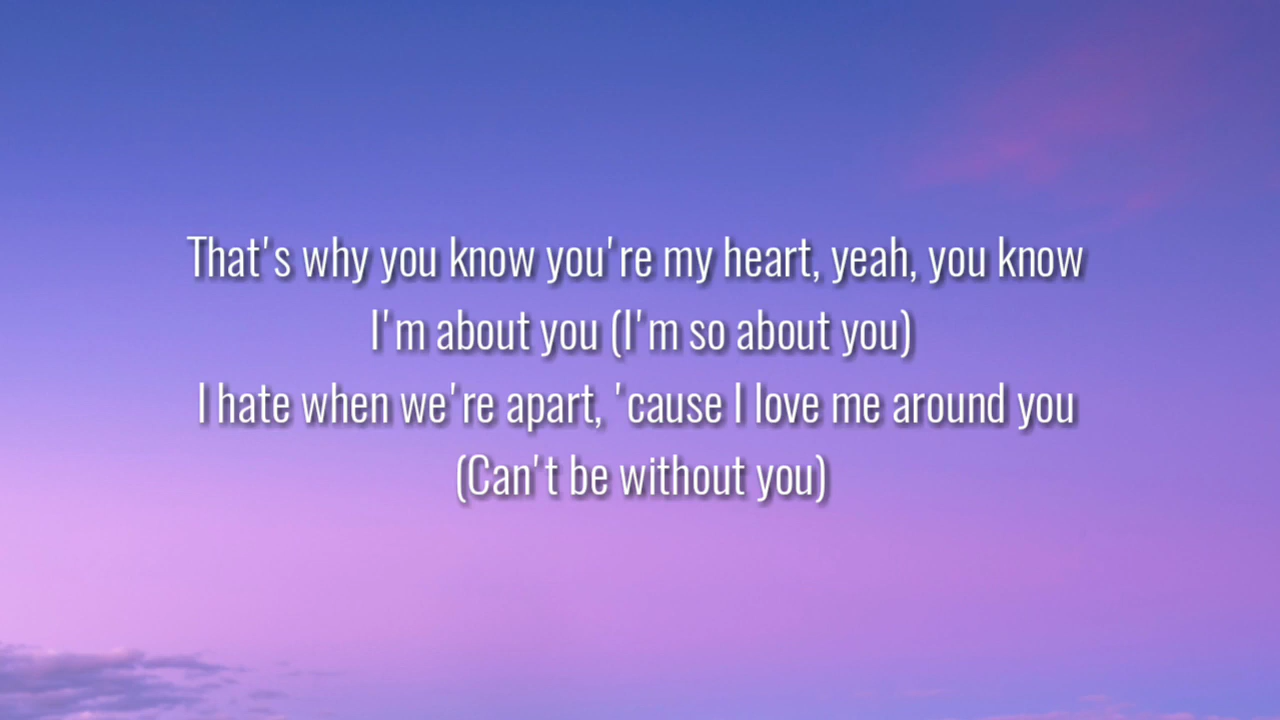 That's why you know you're my heart, yeah, you know
I'm about you (I'm so about you)
I hate when we're apart, 'cause I love me around you
(Can't be without you)